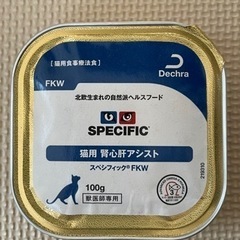 【猫用食事療法食】
Dechra
FKW
北欧生まれの自然派ヘルスフード
SPECIFIC
猫用 腎心肝アシスト
スペシフィック® FKW
100g
獣医師専用